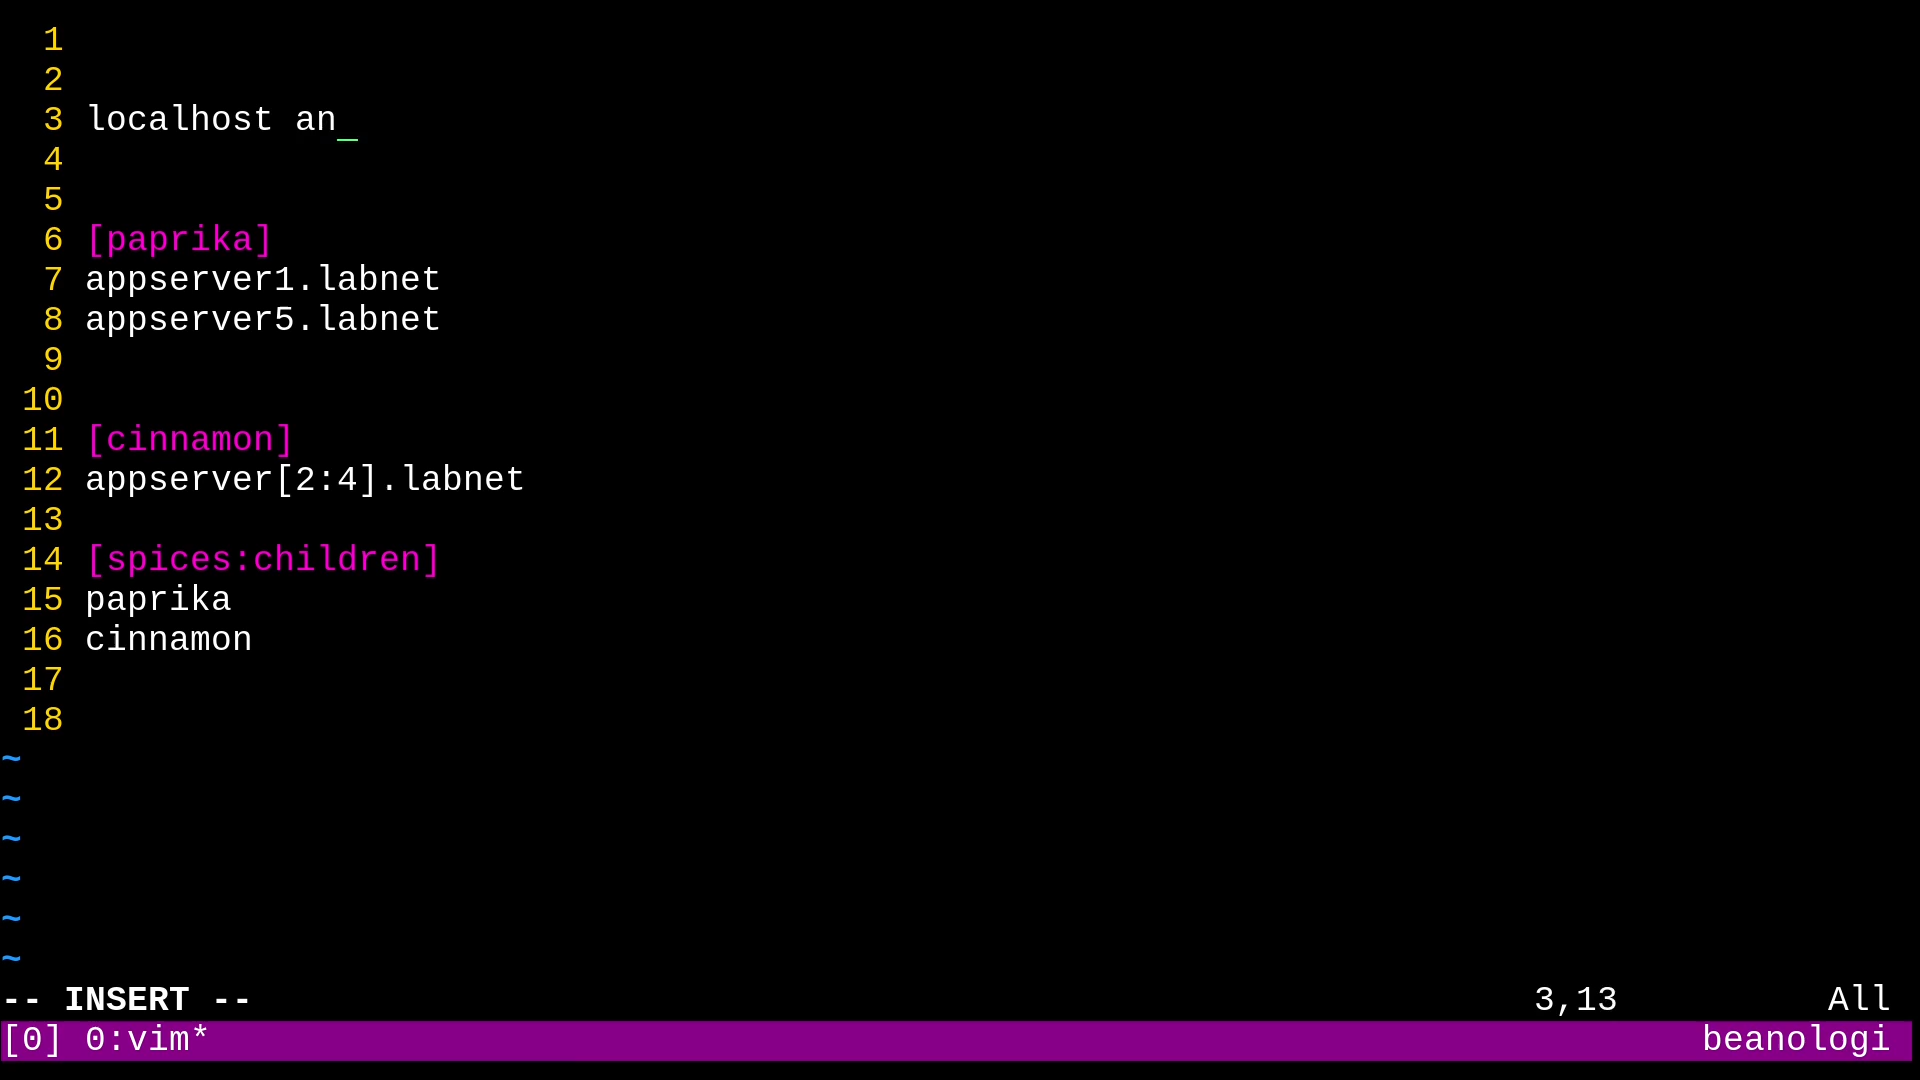 1
2
3 localhost an_
4
5
6 [paprika]
7 appserver1.labnet
8 appserver5.labnet
9
10
11 [cinnamon]
12 appserver[2:4].labnet
13
14 [spices:children]
15 paprika
16 cinnamon
17
18
~
~
~
~
~
~
-- INSERT -- 3,13 All
[0] 0:vim* beanologi